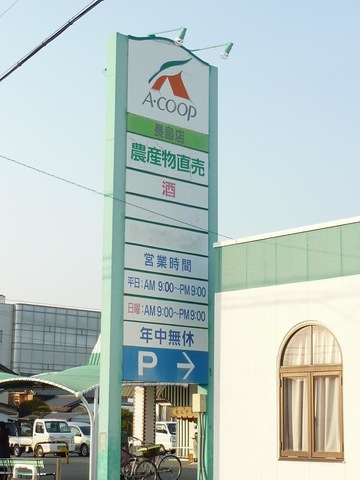 A·COOP
長島店
農産物直売
酒
営業時間
平日:AM 9:00〜PM 9:00
日曜:AM 9:00〜PM 9:00
年中無休
P →